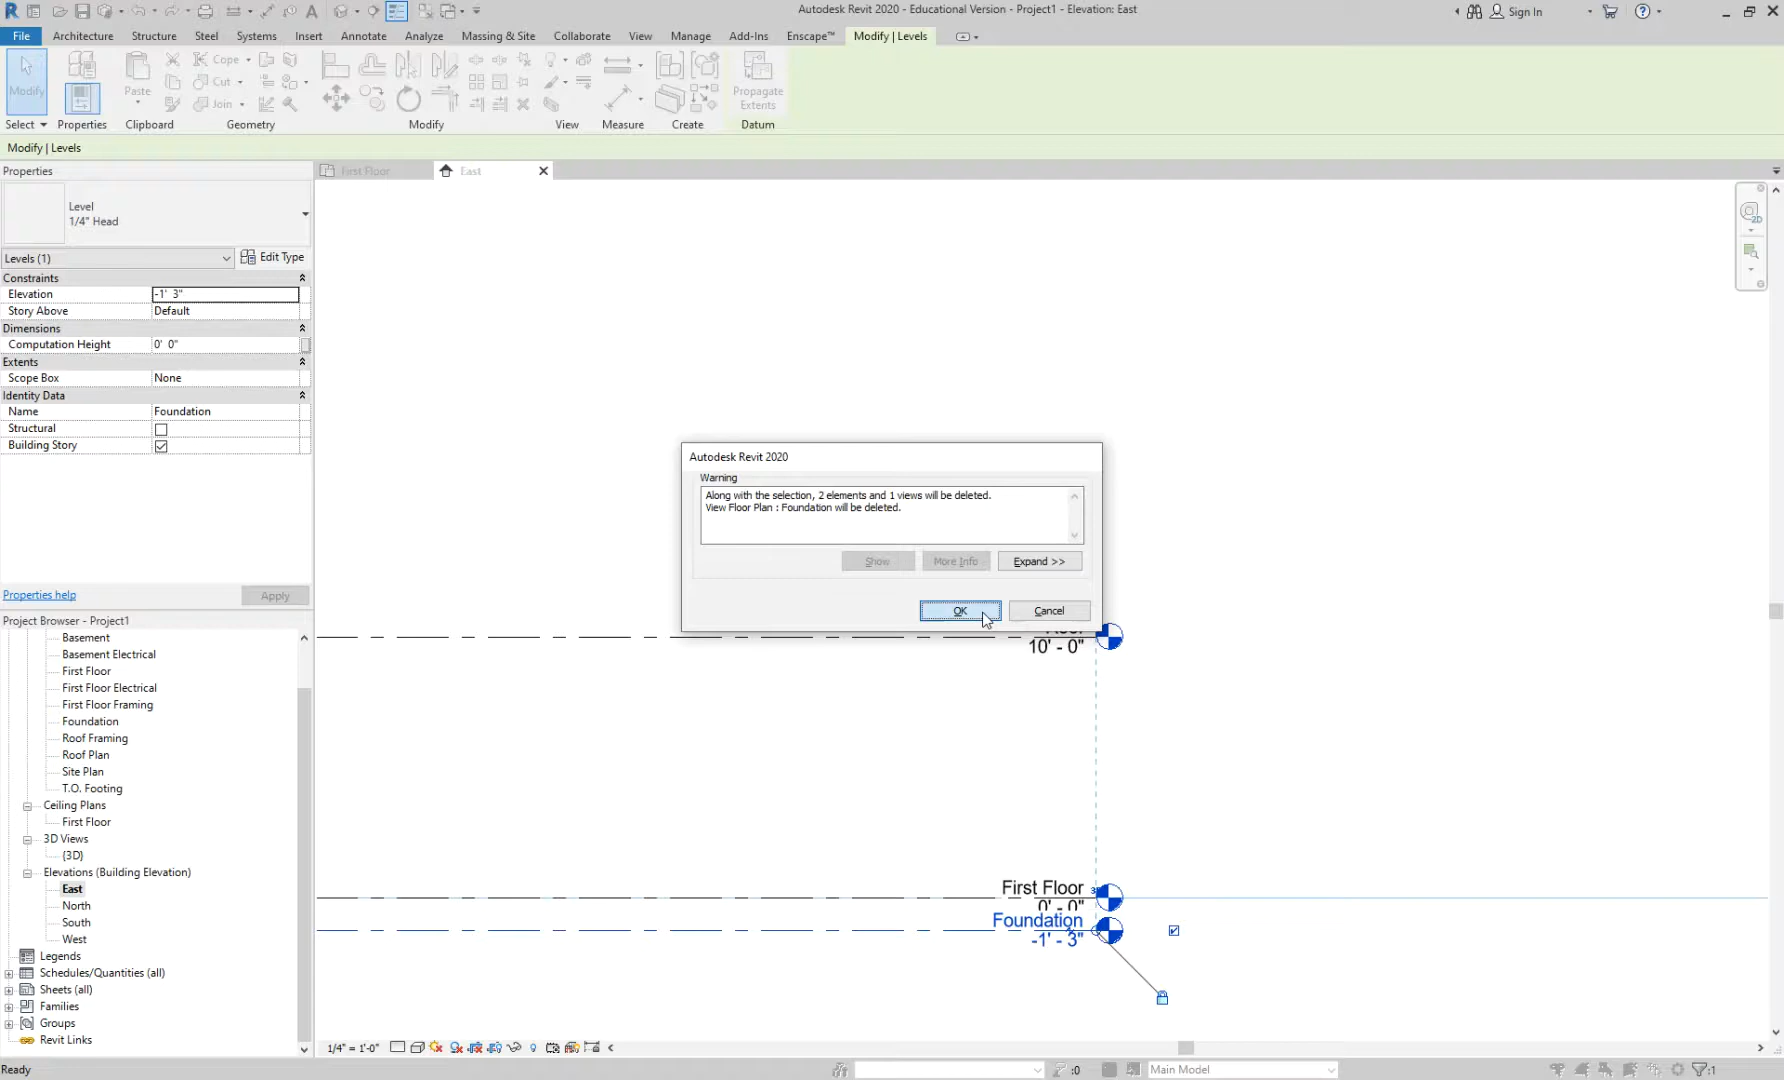 Autodesk Revit 2020 - Educational Version - Project1 - Elevation: East
Sign In
File
Architecture
Structure
Steel
Systems
Insert
Annotate
Analyze
Massing & Site
Collaborate
View
Manage
Add-Ins
Enscape™
Modify | Levels
Modify
Paste
Cope
Cut
Join
Propagate
Extents
Select
Properties
Clipboard
Geometry
Modify
View
Measure
Create
Datum
Modify | Levels
Properties
First Floor
East
2D
Level
1/4" Head
Levels (1)
Edit Type
Constraints
Elevation
-1' 3"
Story Above
Default
Dimensions
Computation Height
0' 0"
Extents
Scope Box
None
Identity Data
Name
Foundation
Structural
Building Story
Properties help
Apply
Autodesk Revit 2020
Warning
Along with the selection, 2 elements and 1 views will be deleted.
View Floor Plan : Foundation will be deleted.
Show
More Info
Expand >>
OK
Cancel
10' - 0"
First Floor
0' - 0"
Foundation
-1' - 3"
Project Browser - Project1
Basement
Basement Electrical
First Floor
First Floor Electrical
First Floor Framing
Foundation
Roof Framing
Roof Plan
Site Plan
T.O. Footing
Ceiling Plans
First Floor
3D Views
{3D}
Elevations (Building Elevation)
East
North
South
West
Legends
Schedules/Quantities (all)
Sheets (all)
Families
Groups
Revit Links
1/4" = 1'-0"
Ready
:0
Main Model
:1